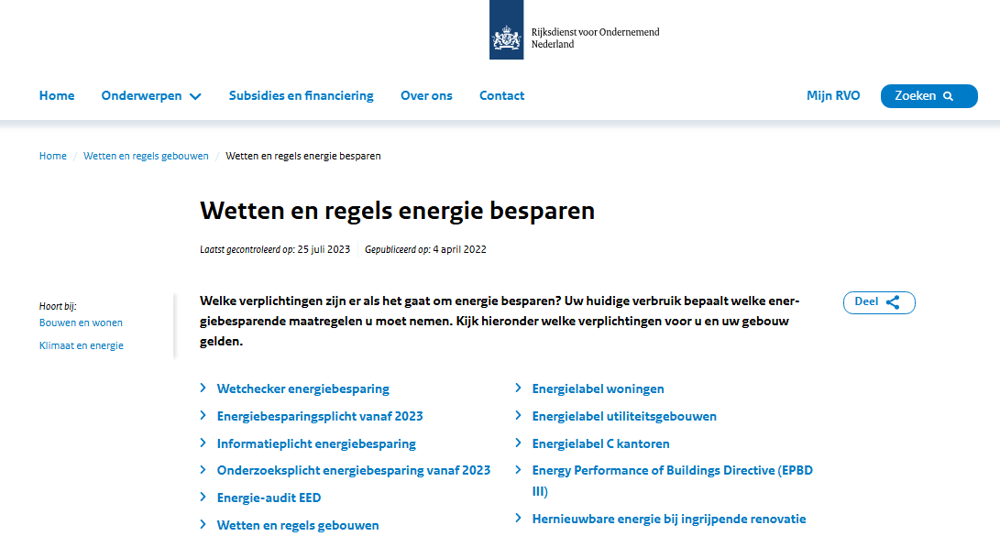 Rijksdienst voor Ondernemend
Nederland
Home Onderwerpen Subsidies en financiering Over ons Contact Mijn RVO Zoeken
Home / Wetten en regels gebouwen / Wetten en regels energie besparen
Wetten en regels energie besparen
Laatst gecontroleerd op: 25 juli 2023 Gepubliceerd op: 4 april 2022
Hoort bij:
Bouwen en wonen
Klimaat en energie
Welke verplichtingen zijn er als het gaat om energie besparen? Uw huidige verbruik bepaalt welke ener-
giebesparende maatregelen u moet nemen. Kijk hieronder welke verplichtingen voor u en uw gebouw
gelden.
Deel
Wetchecker energiebesparing
Energiebesparingsplicht vanaf 2023
Informatieplicht energiebesparing
Onderzoeksplicht energiebesparing vanaf 2023
Energie-audit EED
Wetten en regels gebouwen
Energielabel woningen
Energielabel utiliteitsgebouwen
Energielabel C kantoren
Energy Performance of Buildings Directive (EPBD
III)
Hernieuwbare energie bij ingrijpende renovatie